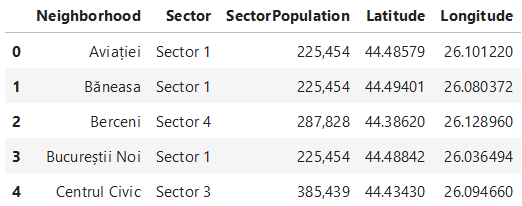 Neighborhood Sector SectorPopulation Latitude Longitude
0 Aviației Sector 1 225,454 44.48579 26.101220
1 Băneasa Sector 1 225,454 44.49401 26.080372
2 Berceni Sector 4 287,828 44.38620 26.128960
3 Bucureștii Noi Sector 1 225,454 44.48842 26.036494
4 Centrul Civic Sector 3 385,439 44.43430 26.094660